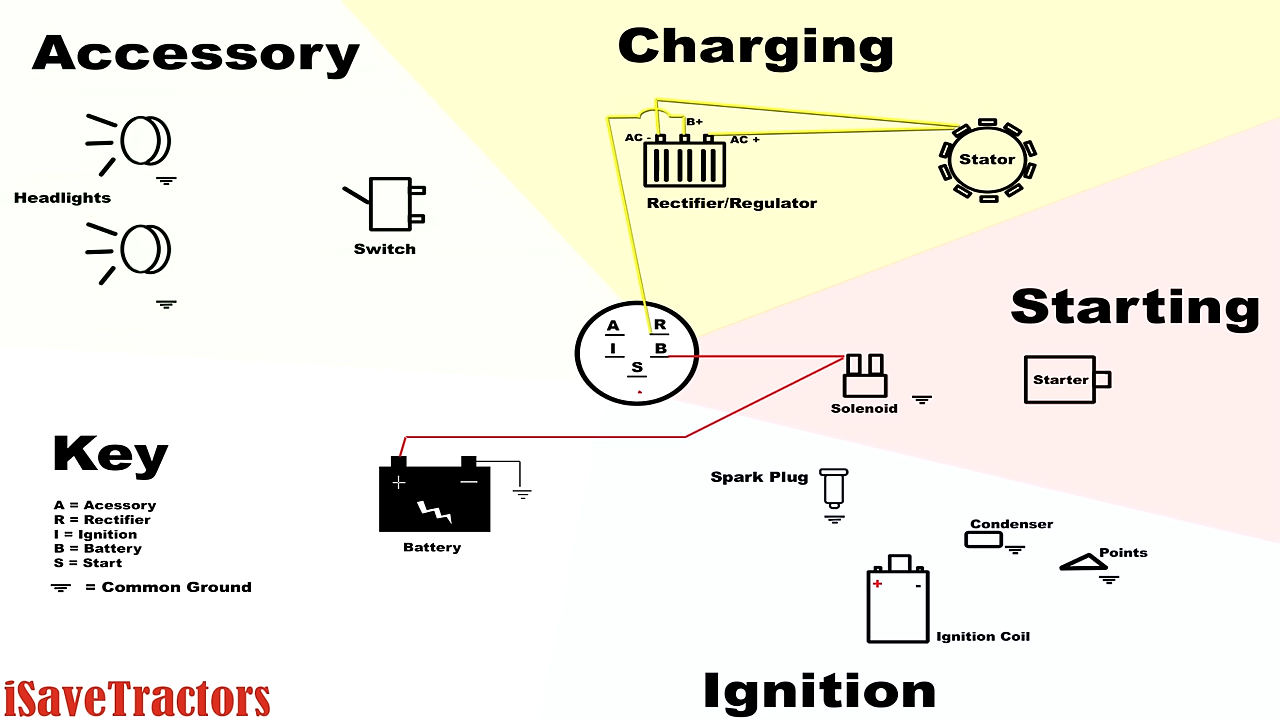 Accessory
Headlights
Switch
Charging
AC -
B+
AC +
Rectifier/Regulator
Stator
A
R
I
B
S
Starting
Solenoid
Starter
Key
A = Acessory
R = Rectifier
I = Ignition
B = Battery
S = Start
= Common Ground
+
−
Battery
Spark Plug
Condenser
Points
+
-
Ignition Coil
Ignition
iSaveTractors